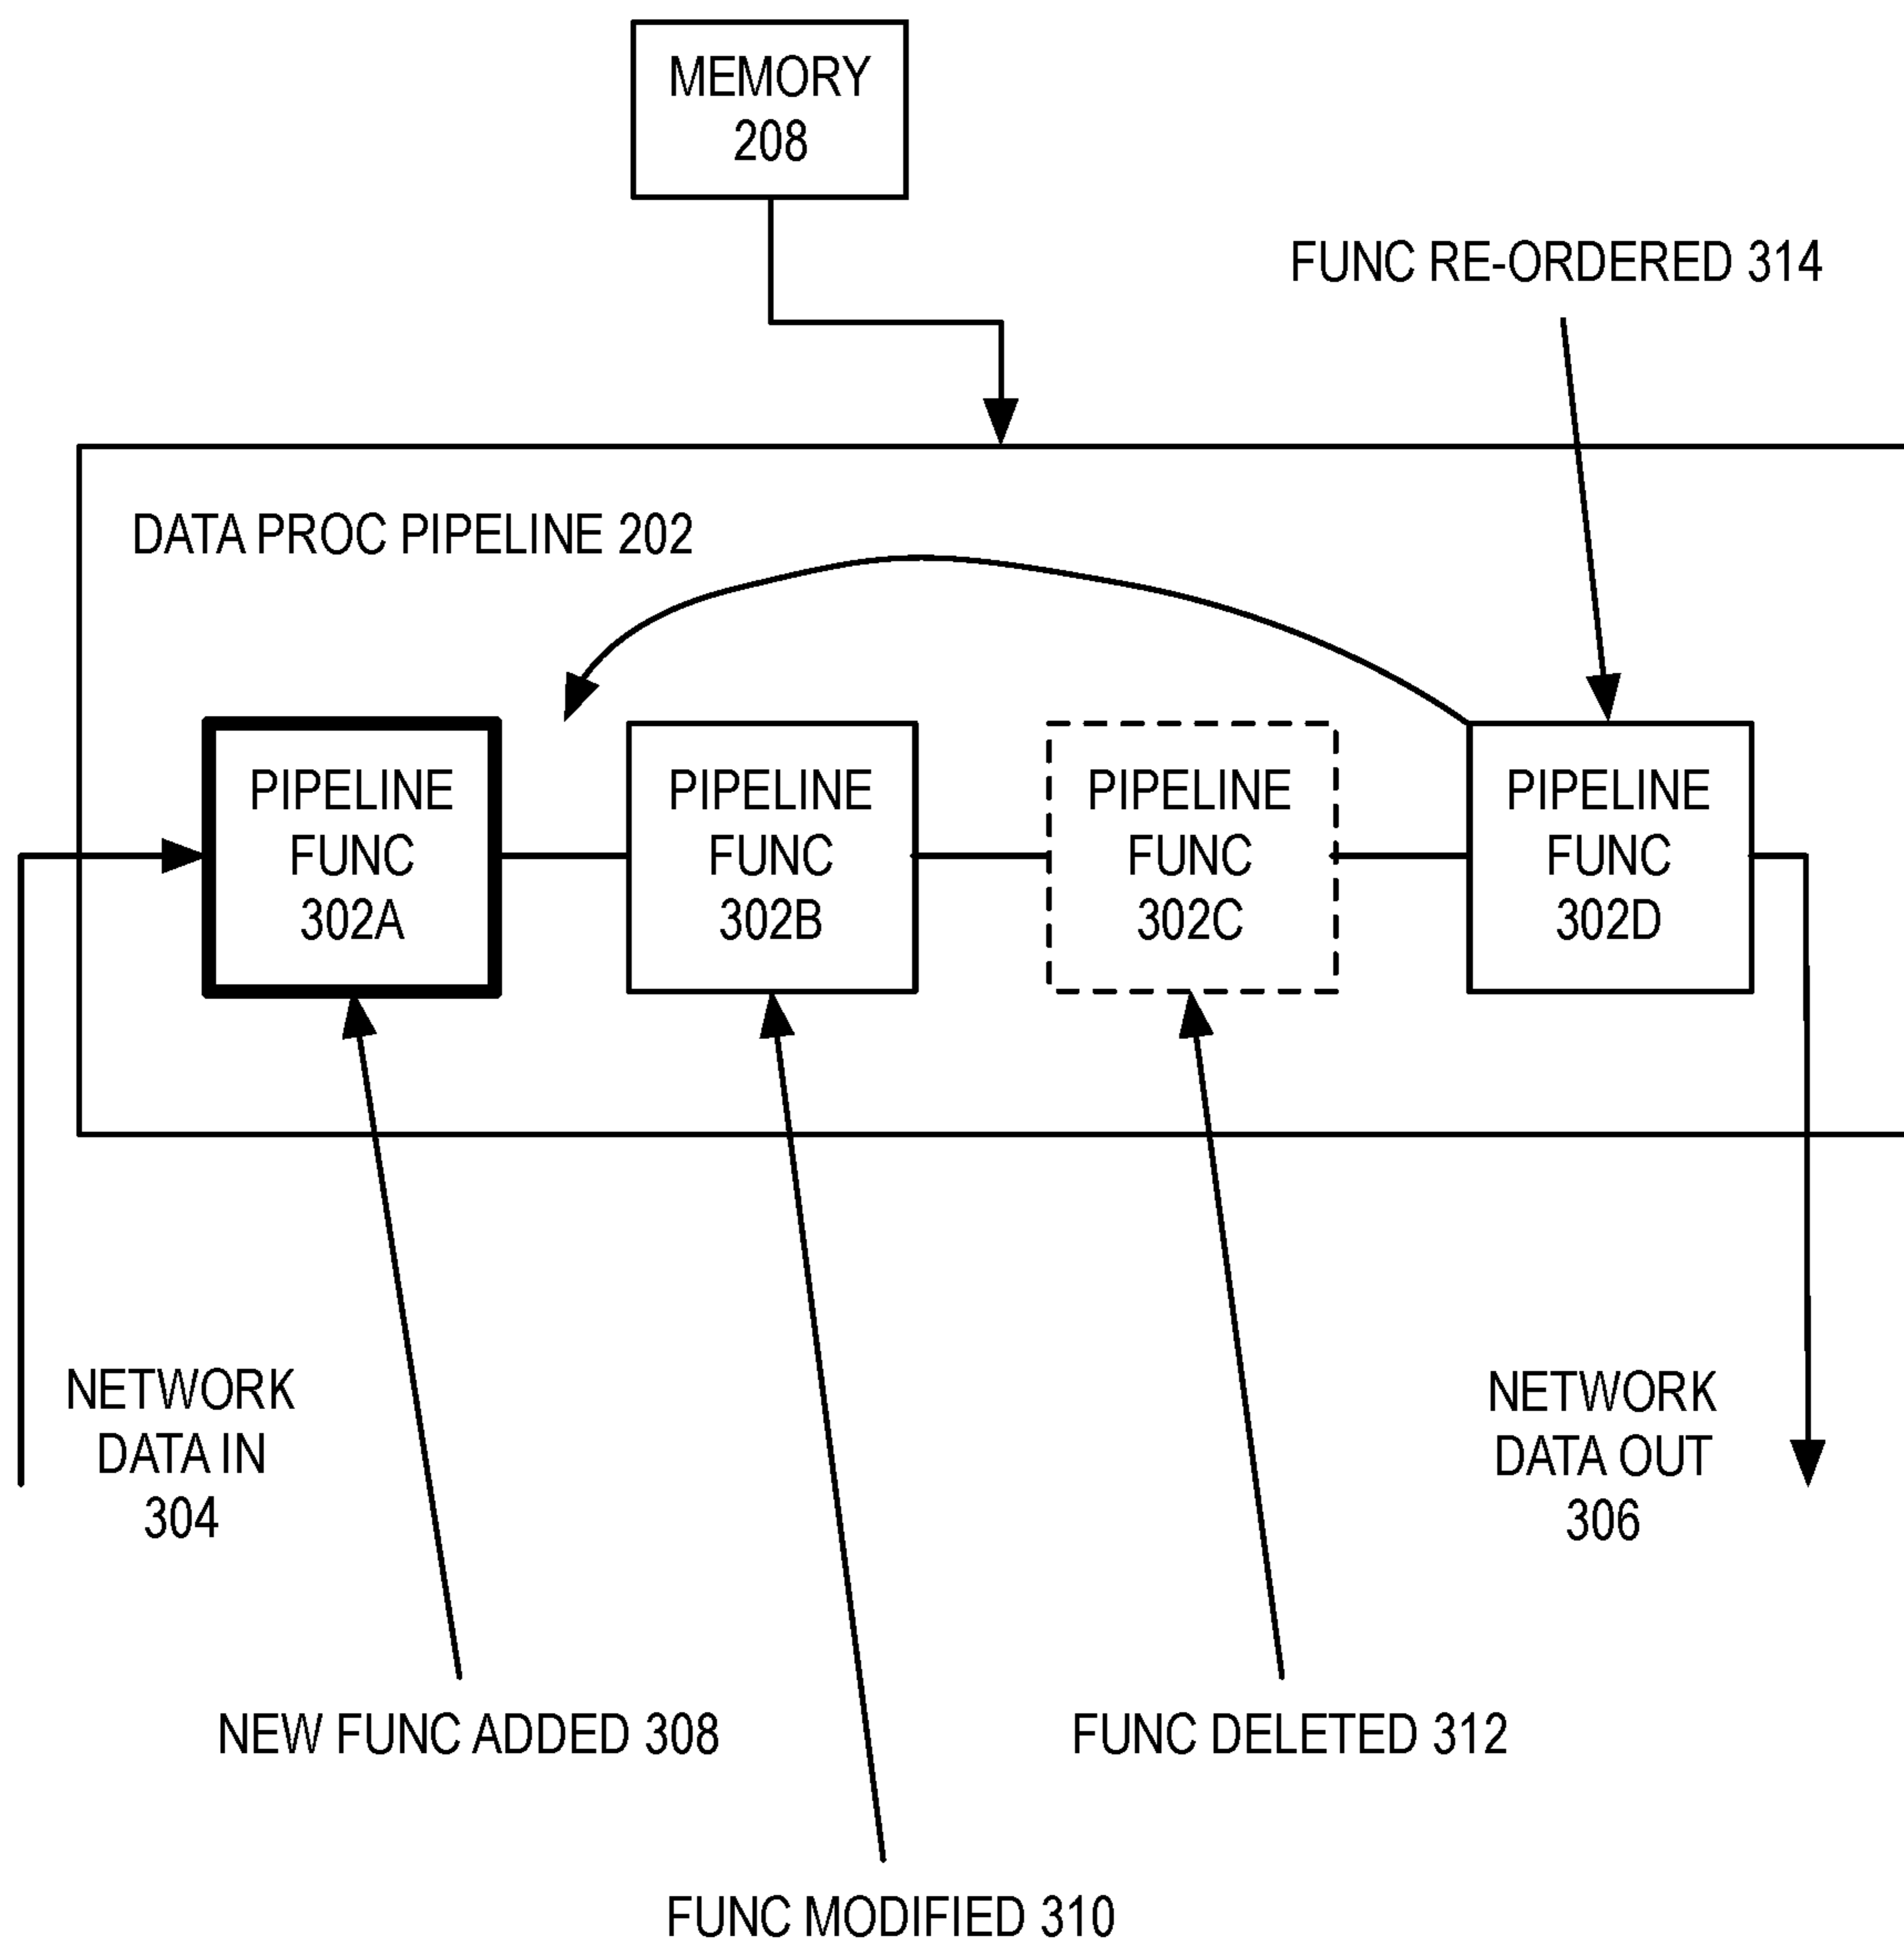 MEMORY
208
FUNC RE-ORDERED 314
DATA PROC PIPELINE 202
PIPELINE
FUNC
302A
PIPELINE
FUNC
302B
PIPELINE
FUNC
302C
PIPELINE
FUNC
302D
NETWORK
DATA IN
304
NETWORK
DATA OUT
306
NEW FUNC ADDED 308
FUNC DELETED 312
FUNC MODIFIED 310